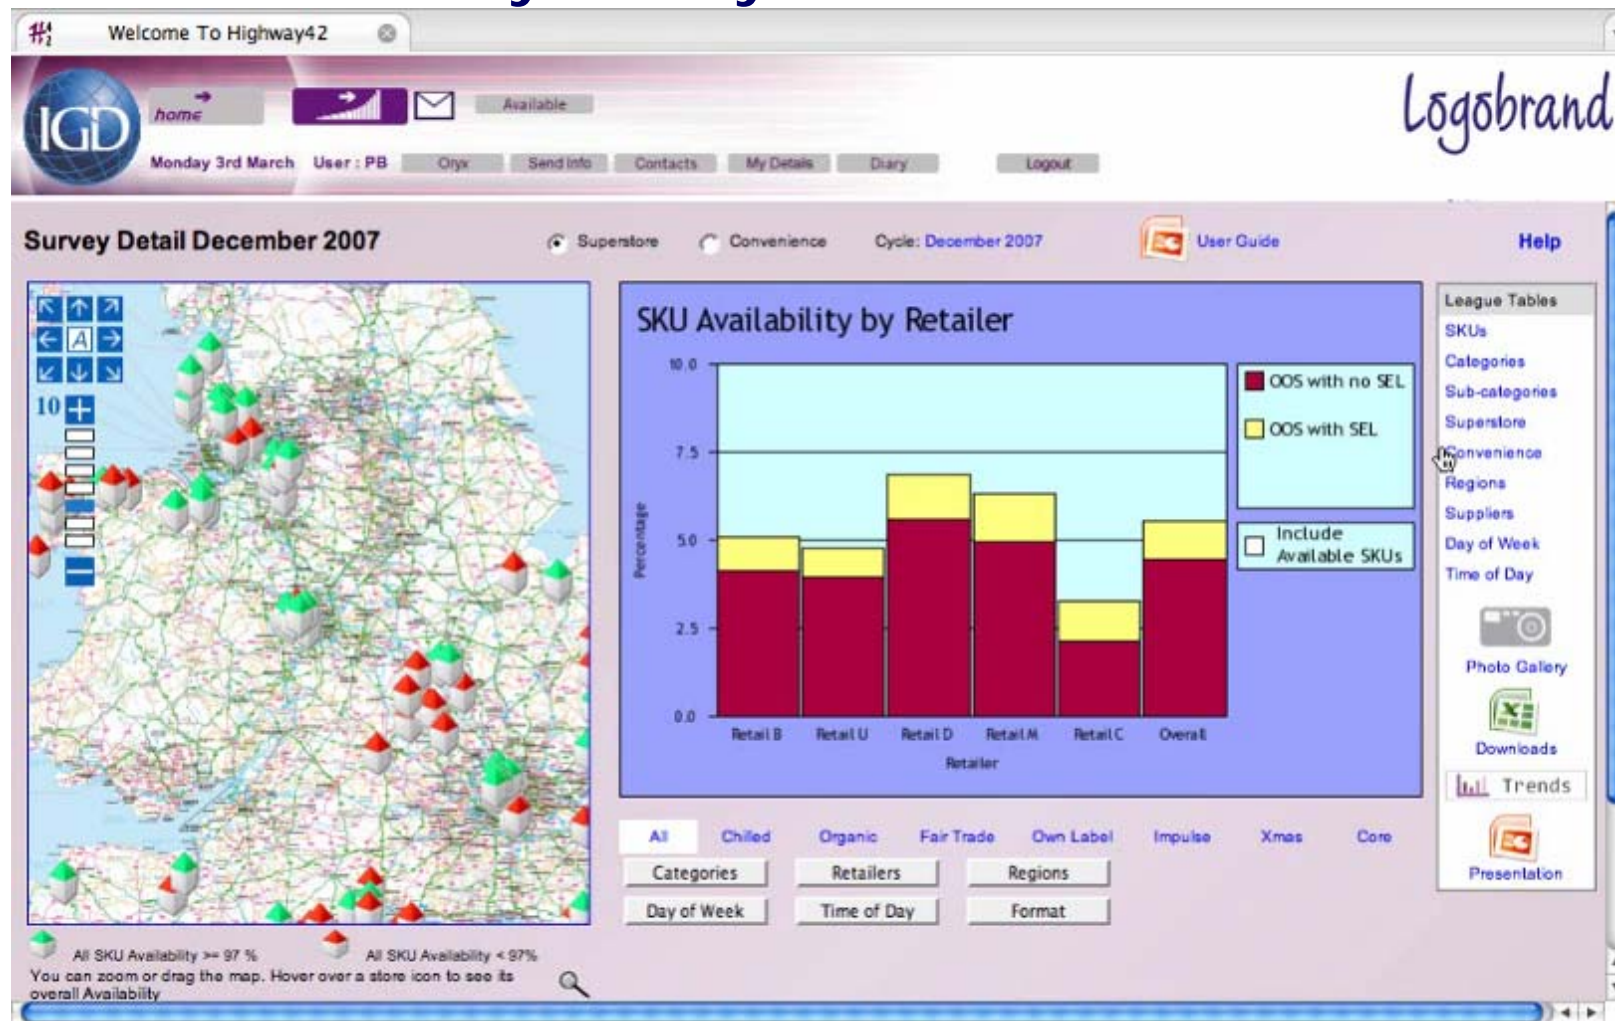 Welcome To Highway42
IGD
home
Available
Logobrand
Monday 3rd March User : PB Oryx Send Info Contacts My Details Diary Logout
Survey Detail December 2007
Superstore Convenience Cycle: December 2007 User Guide Help
A
10
SKU Availability by Retailer
10.0
7.5
5.0
2.5
0.0
Percentage
Retail B Retail U Retail D Retail M Retail C Overall
Retailer
OOS with no SEL
OOS with SEL
Include
Available SKUs
League Tables
SKUs
Categories
Sub-categories
Superstore
Convenience
Regions
Suppliers
Day of Week
Time of Day
Photo Gallery
Downloads
Trends
Presentation
All Chilled Organic Fair Trade Own Label Impulse Xmas Core
Categories Retailers Regions
Day of Week Time of Day Format
All SKU Availability >= 97 % All SKU Availability < 97%
You can zoom or drag the map. Hover over a store icon to see its
overall Availability